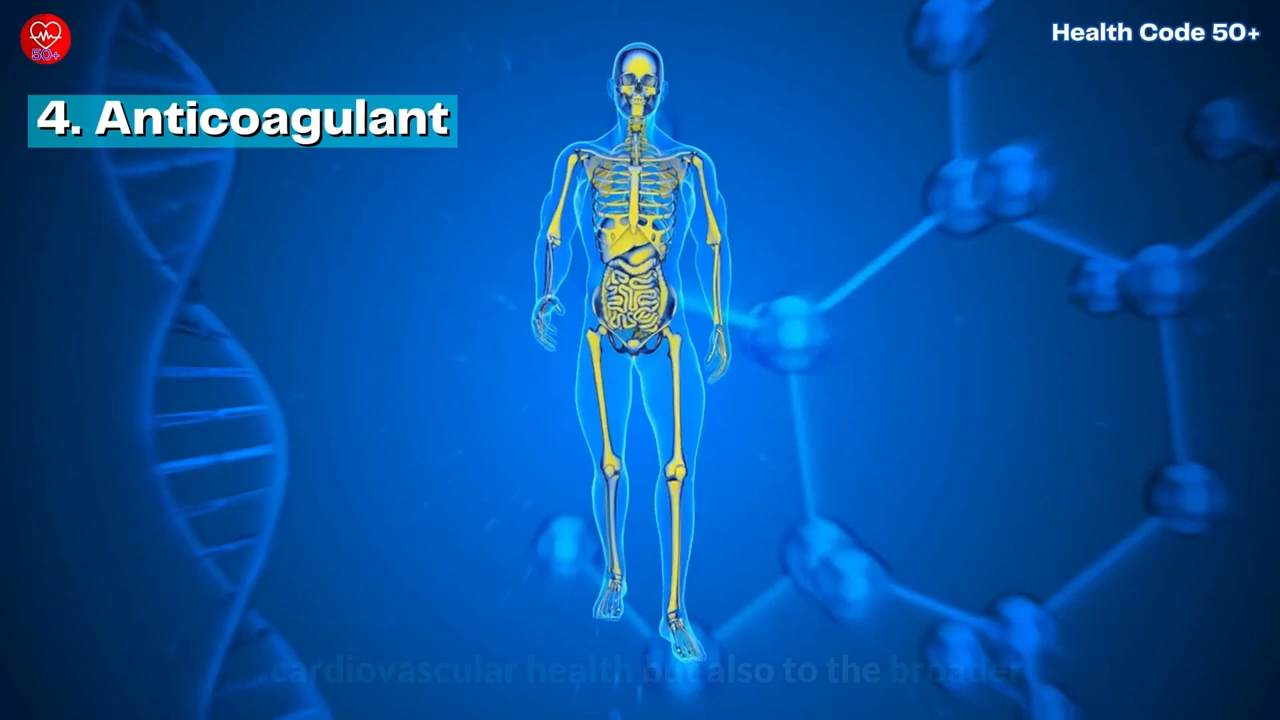 50+
Health Code 50+
4. Anticoagulant
cardiovascular health but also to the broader